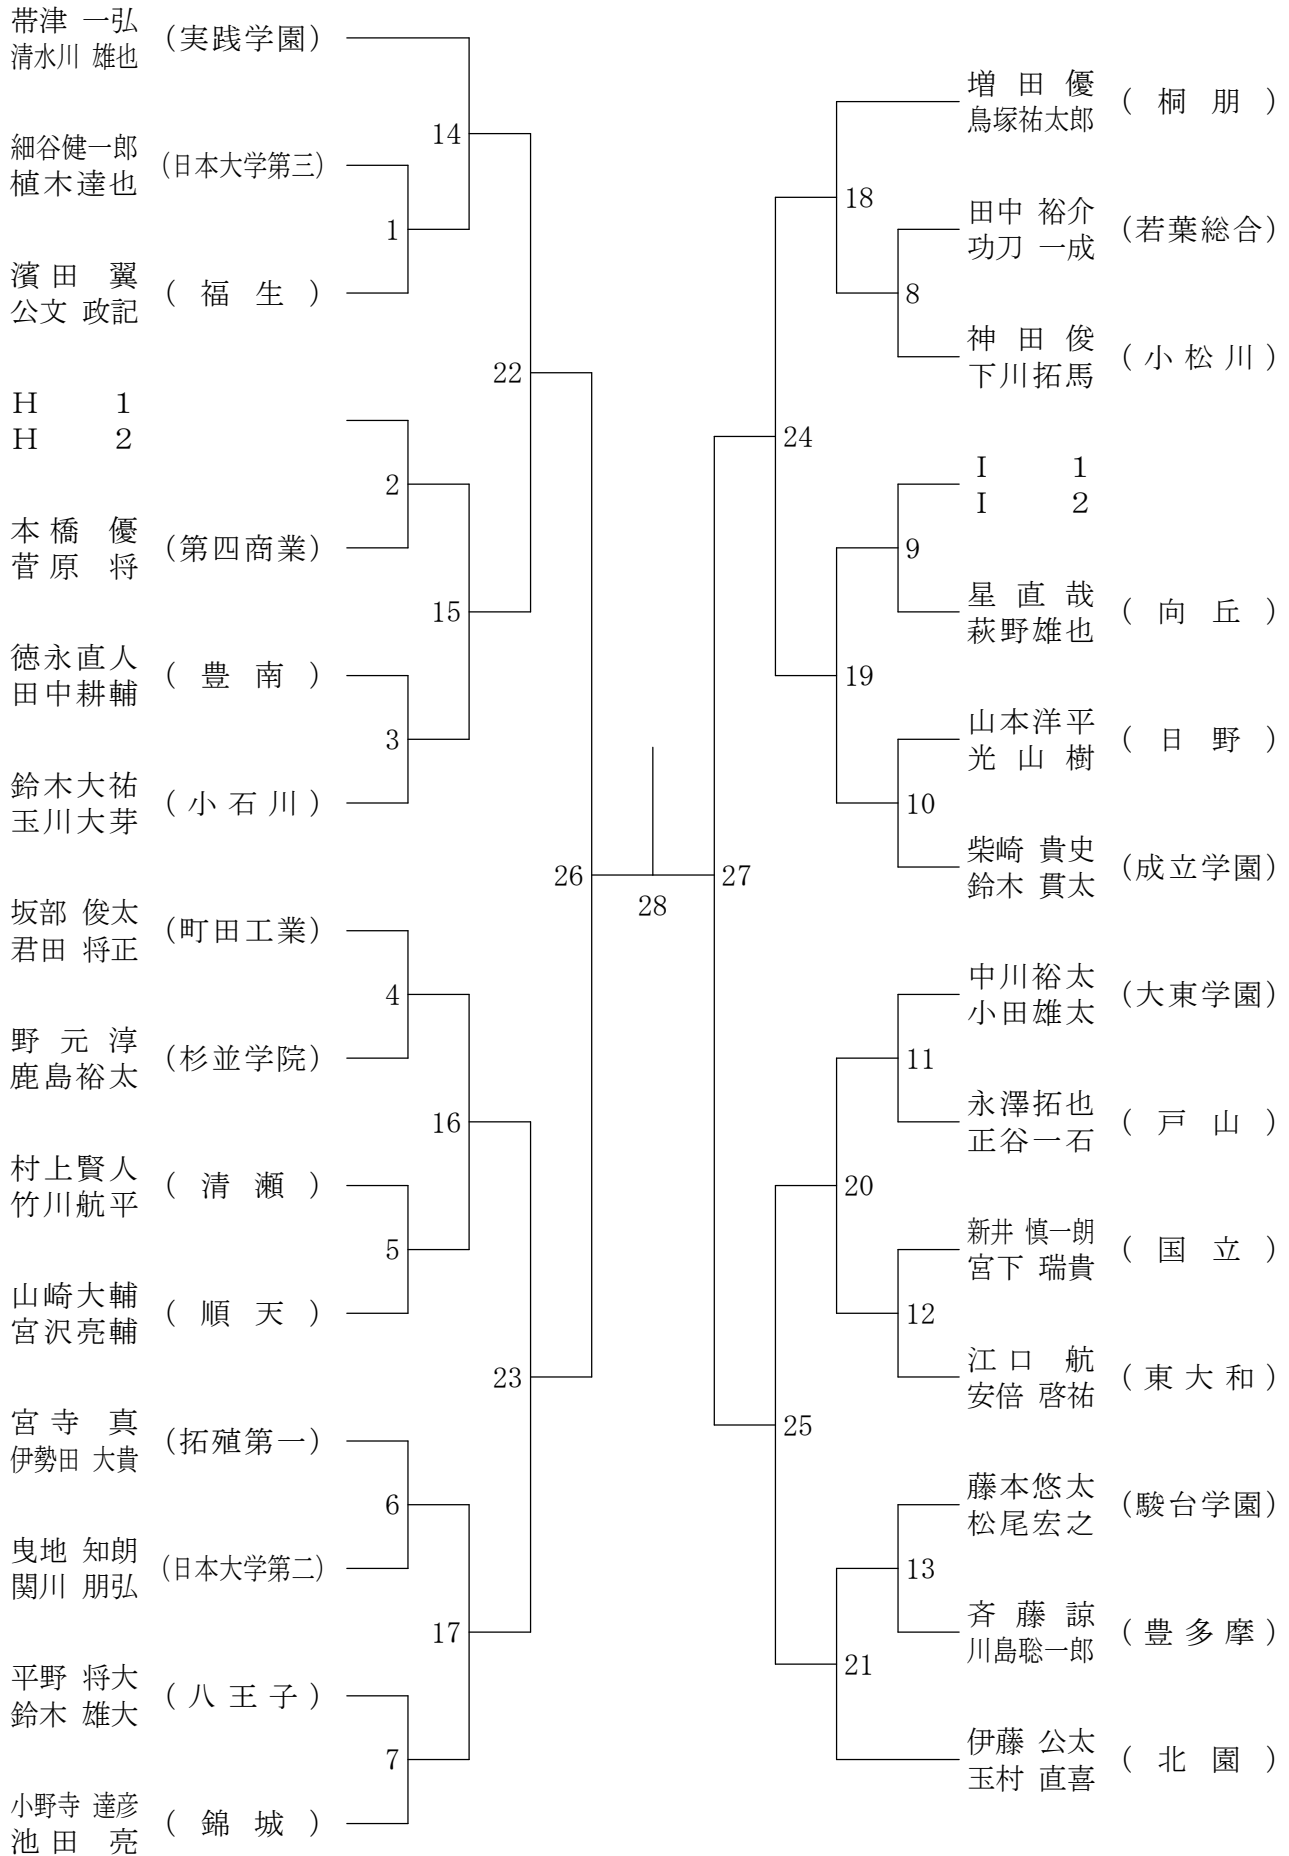 帯津 一弘
清水川 雄也
(実践学園)
細谷健一郎
植木達也
(日本大学第三)
濱田 翼
公文 政記
(福生)
H 1
H 2
本橋 優
菅原 将
(第四商業)
徳永直人
田中耕輔
(豊南)
鈴木大祐
玉川大芽
(小石川)
坂部 俊太
君田 将正
(町田工業)
野元淳
鹿島裕太
(杉並学院)
村上賢人
竹川航平
(清瀬)
山崎大輔
宮沢亮輔
(順天)
宮寺 真
伊勢田 大貴
(拓殖第一)
曳地 知朗
関川 朋弘
(日本大学第二)
平野 将大
鈴木 雄大
(八王子)
小野寺 達彦
池田 亮
(錦城)
1
2
3
4
5
6
7
14
15
16
17
22
23
26
28
27
24
25
18
19
20
21
8
9
10
11
12
13
増田優
鳥塚祐太郎
(桐朋)
田中 裕介
功刀 一成
(若葉総合)
神田俊
下川拓馬
(小松川)
I 1
I 2
星直哉
萩野雄也
(向丘)
山本洋平
光山樹
(日野)
柴崎 貴史
鈴木 貫太
(成立学園)
中川裕太
小田雄太
(大東学園)
永澤拓也
正谷一石
(戸山)
新井 慎一朗
宮下 瑞貴
(国立)
江口 航
安倍 啓祐
(東大和)
藤本悠太
松尾宏之
(駿台学園)
斉藤諒
川島聡一郎
(豊多摩)
伊藤 公太
玉村 直喜
(北園)